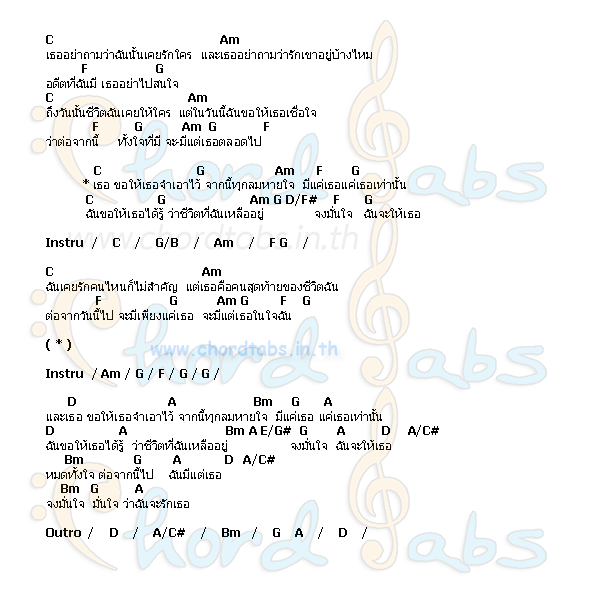 C Am
เธออย่าถามว่าฉันนั้นเคยรักใคร และเธออย่าถามว่ารักเขาอยู่บ้างไหม
F G
อดีตที่ฉันมี เธออย่าไปสนใจ
C Am
ถึงวันนั้นชีวิตฉันเคยให้ใคร แต่ในวันนี้ฉันขอให้เธอเชื่อใจ
F G Am G F
ว่าต่อจากนี้ ทั้งใจที่มี จะมีแต่เธอตลอดไป
C G Am F G
* เธอ ขอให้เธอจำเอาไว้ จากนี้ทุกลมหายใจ มีแค่เธอแค่เธอเท่านั้น
C G Am G D/F# F G
ฉันขอให้เธอได้รู้ ว่าชีวิตที่ฉันเหลืออยู่ จงมั่นใจ ฉันจะให้เธอ
www.chordtabs.in.th
Instru / C / G/B / Am / F G /
C Am
ฉันเคยรักคนไหนก็ไม่สำคัญ แต่เธอคือคนสุดท้ายของชีวิตฉัน
F G Am G F G
ต่อจากวันนี้ไป จะมีเพียงแค่เธอ จะมีแต่เธอในใจฉัน
( * )
www.chordtabs.in.th
Instru / Am / G / F / G / G /
D A Bm G A
และเธอ ขอให้เธอจำเอาไว้ จากนี้ทุกลมหายใจ มีแค่เธอ แค่เธอเท่านั้น
D A Bm A E/G# G A D A/C#
ฉันขอให้เธอได้รู้ ว่าชีวิตที่ฉันเหลืออยู่ จงมั่นใจ ฉันจะให้เธอ
Bm G A D A/C#
หมดทั้งใจ ต่อจากนี้ไป ฉันมีแต่เธอ
Bm G A
จงมั่นใจ มั่นใจ ว่าฉันจะรักเธอ
Outro / D / A/C# / Bm / G A / D /
Chord Tabs
Chord Tabs
Chord Tabs